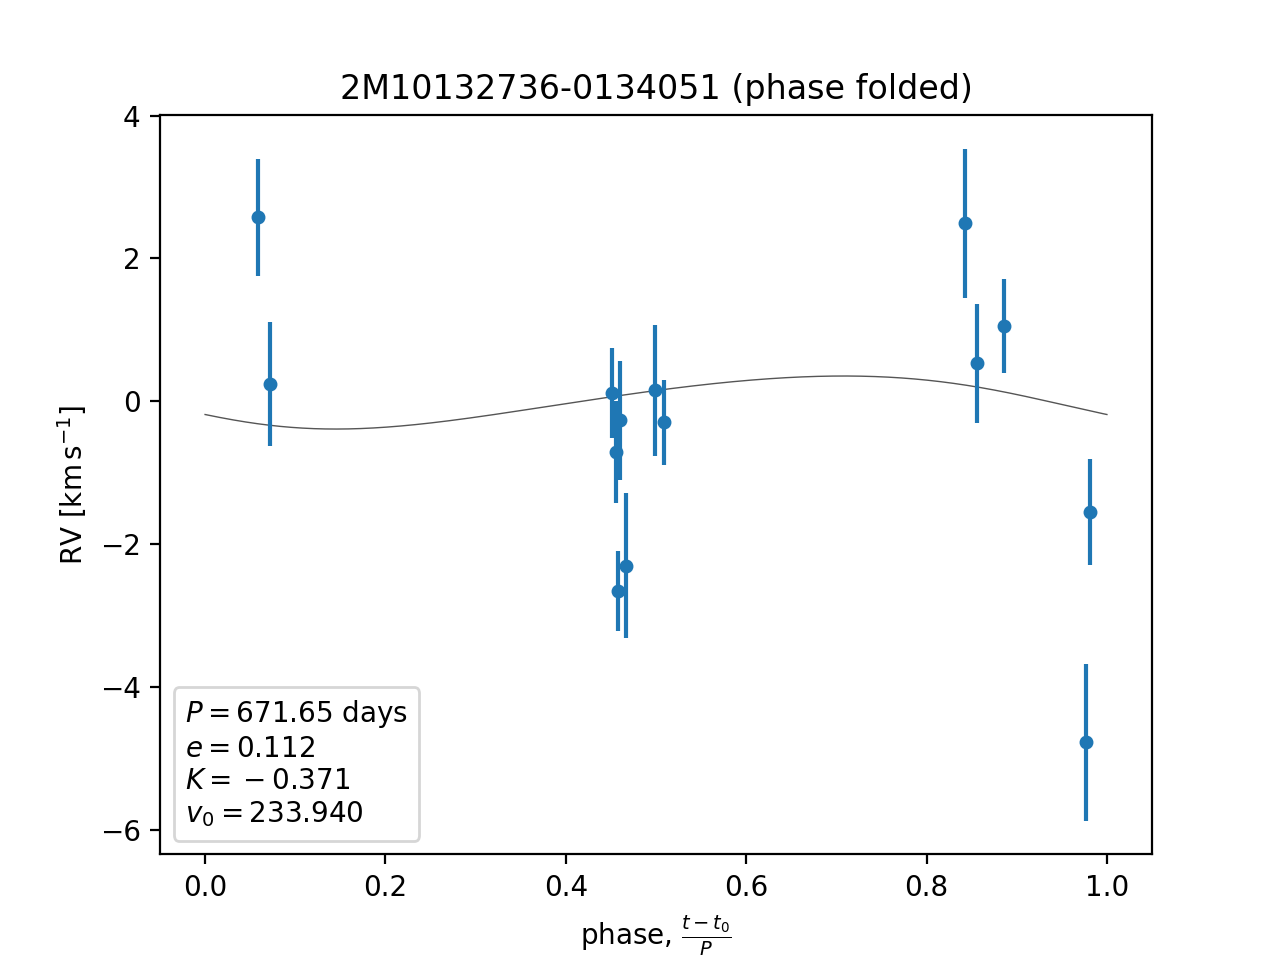 2M10132736-0134051 (phase folded)
4
2
0
−2
−4
−6
RV [km s⁻¹]
P = 671.65 days
e = 0.112
K = −0.371
v₀ = 233.940
0.0 0.2 0.4 0.6 0.8 1.0
phase, (t − t₀)/P